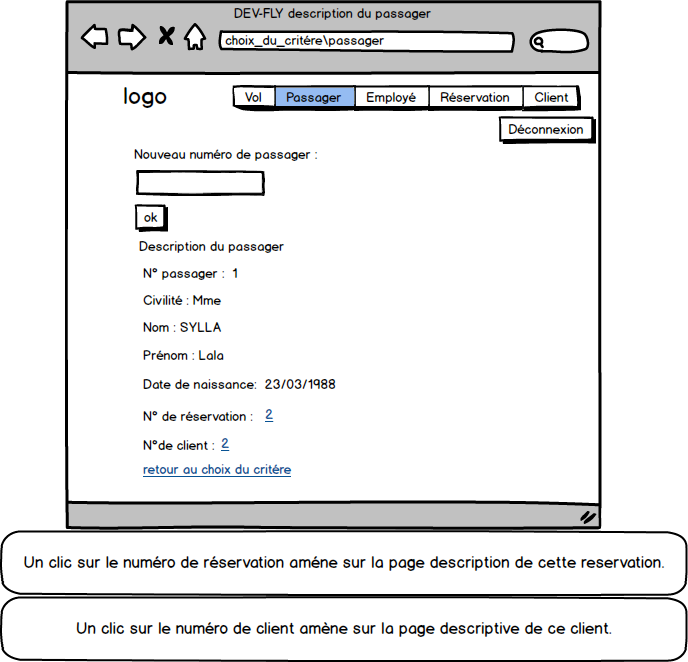 DEV-FLY description du passager
choix_du_critére\passager
logo
Vol Passager Employé Réservation Client
Déconnexion
Nouveau numéro de passager :
ok
Description du passager
N° passager : 1
Civilité : Mme
Nom : SYLLA
Prénom : Lala
Date de naissance: 23/03/1988
N° de réservation : 2
N°de client : 2
retour au choix du critére
Un clic sur le numéro de réservation améne sur la page description de cette reservation.
Un clic sur le numéro de client amène sur la page descriptive de ce client.